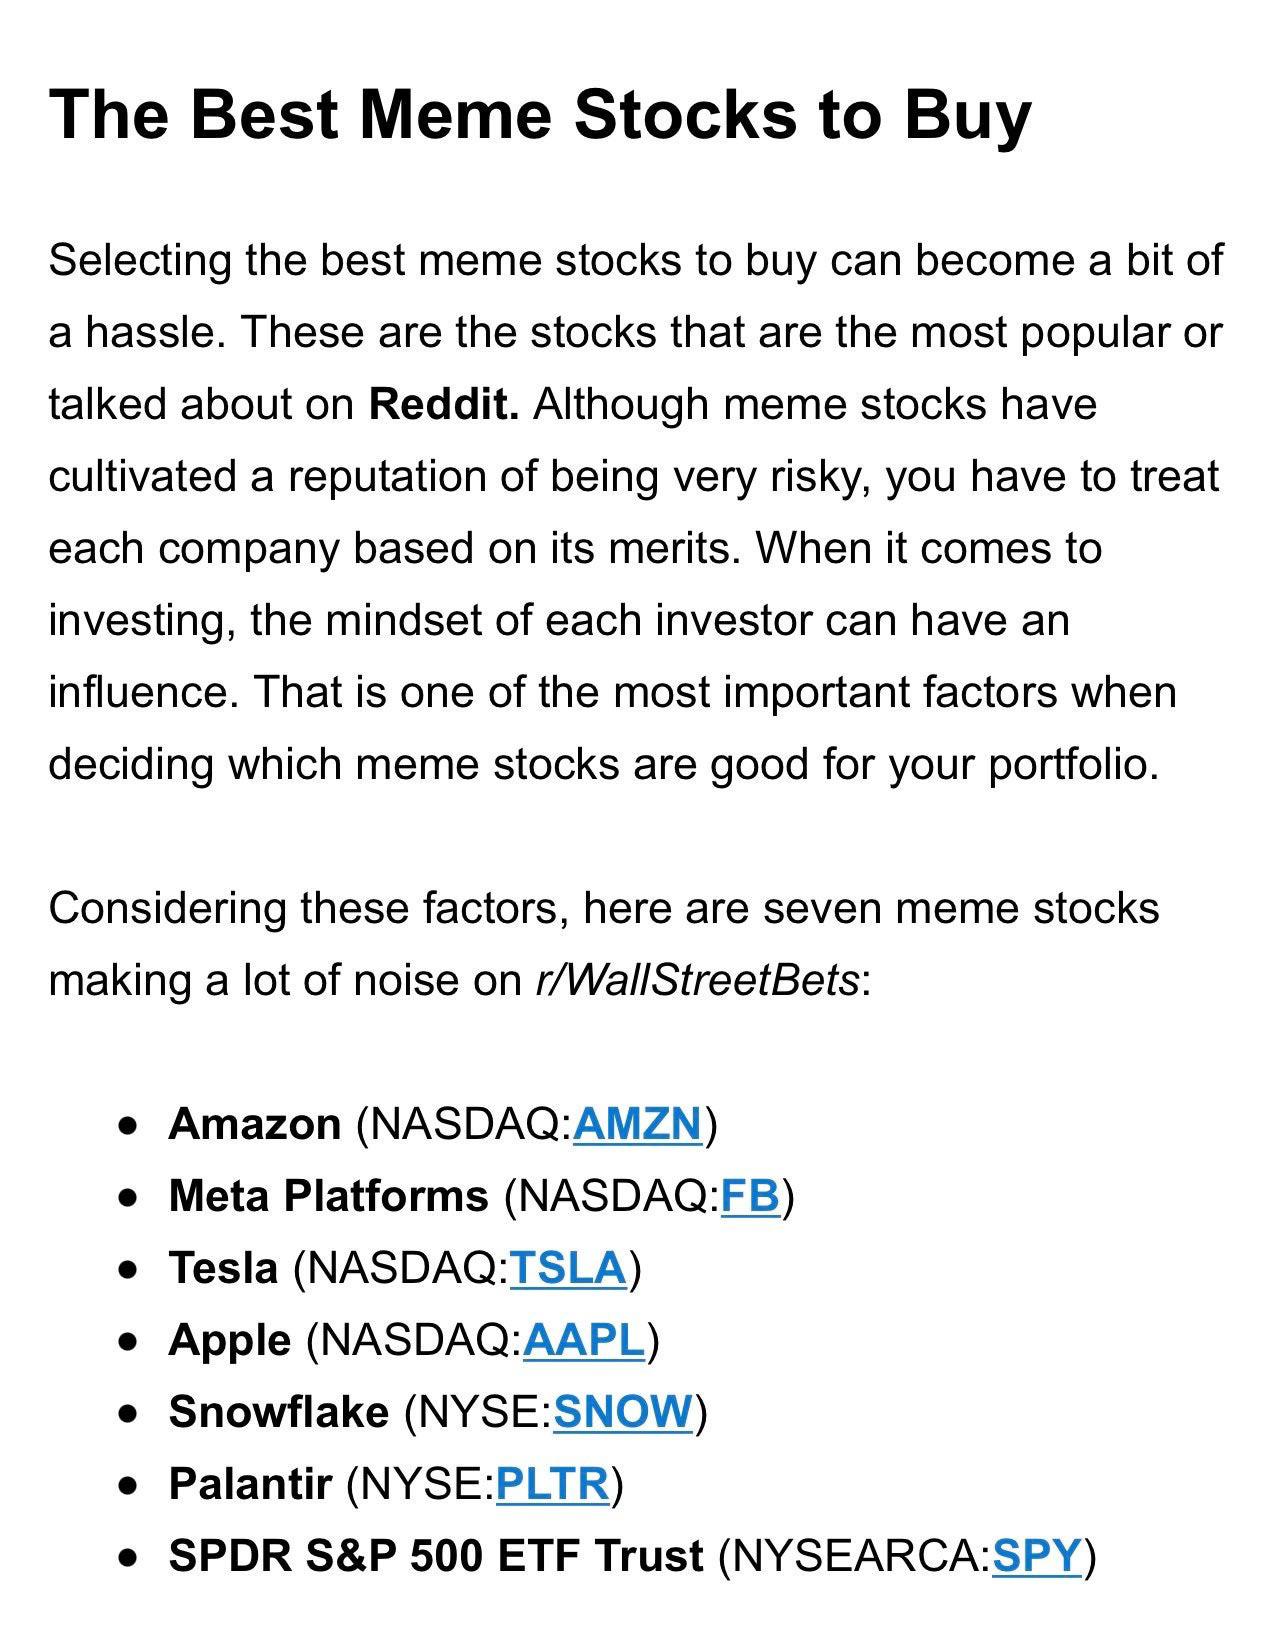 The Best Meme Stocks to Buy
Selecting the best meme stocks to buy can become a bit of
a hassle. These are the stocks that are the most popular or
talked about on Reddit. Although meme stocks have
cultivated a reputation of being very risky, you have to treat
each company based on its merits. When it comes to
investing, the mindset of each investor can have an
influence. That is one of the most important factors when
deciding which meme stocks are good for your portfolio.
Considering these factors, here are seven meme stocks
making a lot of noise on r/WallStreetBets:
● Amazon (NASDAQ:AMZN)
● Meta Platforms (NASDAQ:FB)
● Tesla (NASDAQ:TSLA)
● Apple (NASDAQ:AAPL)
● Snowflake (NYSE:SNOW)
● Palantir (NYSE:PLTR)
● SPDR S&P 500 ETF Trust (NYSEARCA:SPY)